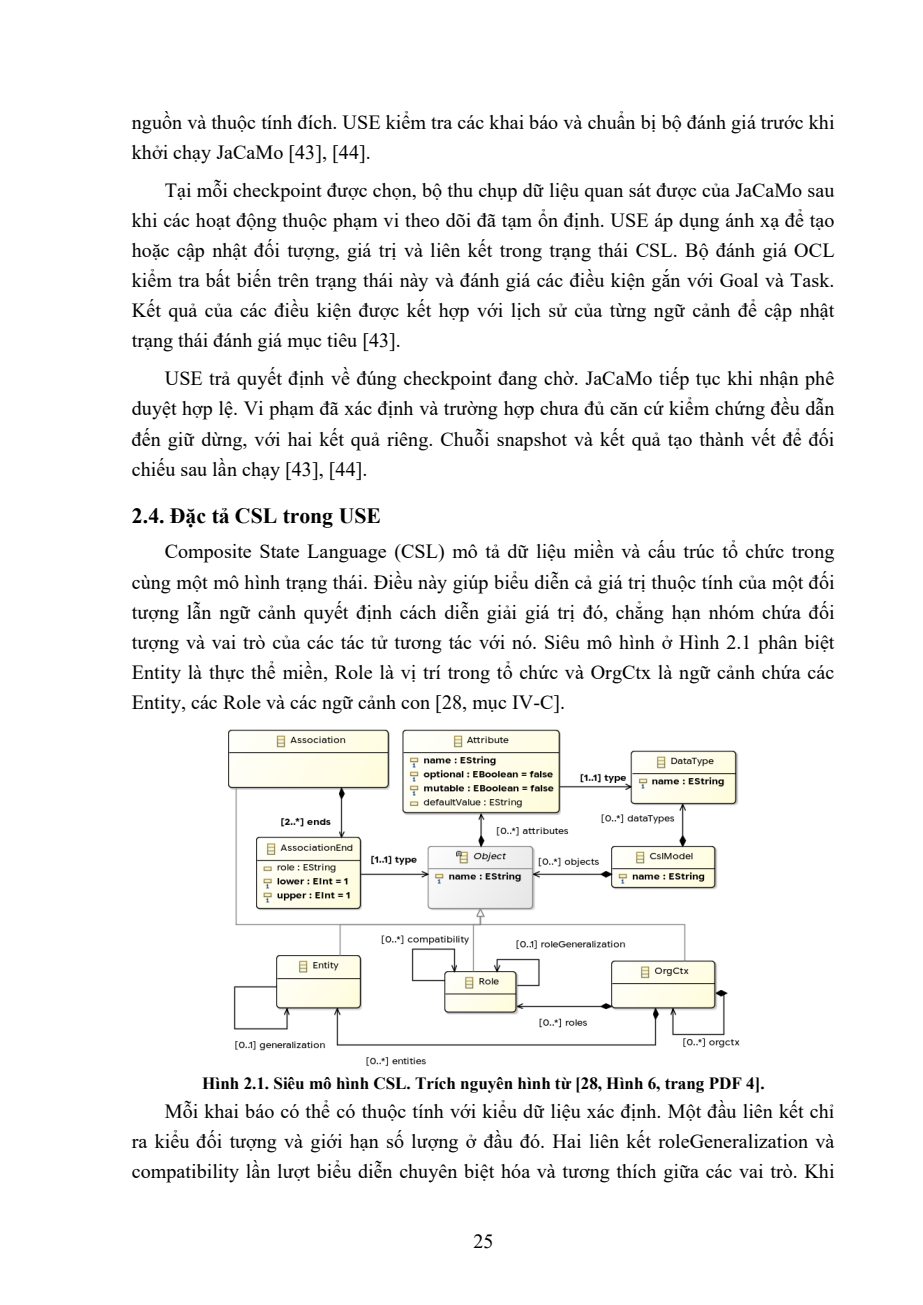 nguồn và thuộc tính đích. USE kiểm tra các khai báo và chuẩn bị bộ đánh giá trước khi
khởi chạy JaCaMo [43], [44].
Tại mỗi checkpoint được chọn, bộ thu chụp dữ liệu quan sát được của JaCaMo sau
khi các hoạt động thuộc phạm vi theo dõi đã tạm ổn định. USE áp dụng ánh xạ để tạo
hoặc cập nhật đối tượng, giá trị và liên kết trong trạng thái CSL. Bộ đánh giá OCL
kiểm tra bất biến trên trạng thái này và đánh giá các điều kiện gắn với Goal và Task.
Kết quả của các điều kiện được kết hợp với lịch sử của từng ngữ cảnh để cập nhật
trạng thái đánh giá mục tiêu [43].
USE trả quyết định về đúng checkpoint đang chờ. JaCaMo tiếp tục khi nhận phê
duyệt hợp lệ. Vi phạm đã xác định và trường hợp chưa đủ căn cứ kiểm chứng đều dẫn
đến giữ dừng, với hai kết quả riêng. Chuỗi snapshot và kết quả tạo thành vết để đối
chiếu sau lần chạy [43], [44].
2.4. Đặc tả CSL trong USE
Composite State Language (CSL) mô tả dữ liệu miền và cấu trúc tổ chức trong
cùng một mô hình trạng thái. Điều này giúp biểu diễn cả giá trị thuộc tính của một đối
tượng lẫn ngữ cảnh quyết định cách diễn giải giá trị đó, chẳng hạn nhóm chứa đối
tượng và vai trò của các tác tử tương tác với nó. Siêu mô hình ở Hình 2.1 phân biệt
Entity là thực thể miền, Role là vị trí trong tổ chức và OrgCtx là ngữ cảnh chứa các
Entity, các Role và các ngữ cảnh con [28, mục IV-C].
Association
Attribute
name : EString
optional : EBoolean = false
mutable : EBoolean = false
defaultValue : EString
[1..1] type
DataType
name : EString
[2..*] ends
[0..*] attributes
[0..*] dataTypes
AssociationEnd
role : EString
lower : EInt = 1
upper : EInt = 1
[1..1] type
Object
name : EString
[0..*] objects
CslModel
name : EString
[0..*] compatibility
[0..1] roleGeneralization
Entity
Role
OrgCtx
[0..*] roles
[0..1] generalization
[0..*] orgctx
[0..*] entities
Hình 2.1. Siêu mô hình CSL. Trích nguyên hình từ [28, Hình 6, trang PDF 4].
Mỗi khai báo có thể có thuộc tính với kiểu dữ liệu xác định. Một đầu liên kết chỉ
ra kiểu đối tượng và giới hạn số lượng ở đầu đó. Hai liên kết roleGeneralization và
compatibility lần lượt biểu diễn chuyên biệt hóa và tương thích giữa các vai trò. Khi
25